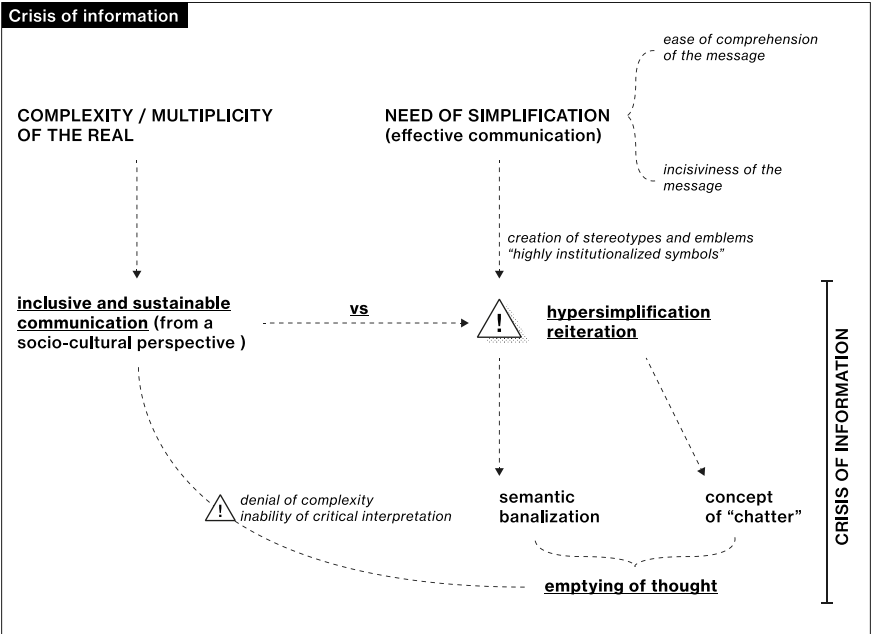 Crisis of information
ease of comprehension
of the message
COMPLEXITY / MULTIPLICITY
OF THE REAL
NEED OF SIMPLIFICATION
(effective communication)
incisiviness of the
message
creation of stereotypes and emblems
“highly institutionalized symbols”
inclusive and sustainable
communication (from a
socio-cultural perspective )
vs
!
hypersimplification
reiteration
CRISIS OF INFORMATION
!
denial of complexity
inability of critical interpretation
semantic
banalization
concept
of “chatter”
emptying of thought